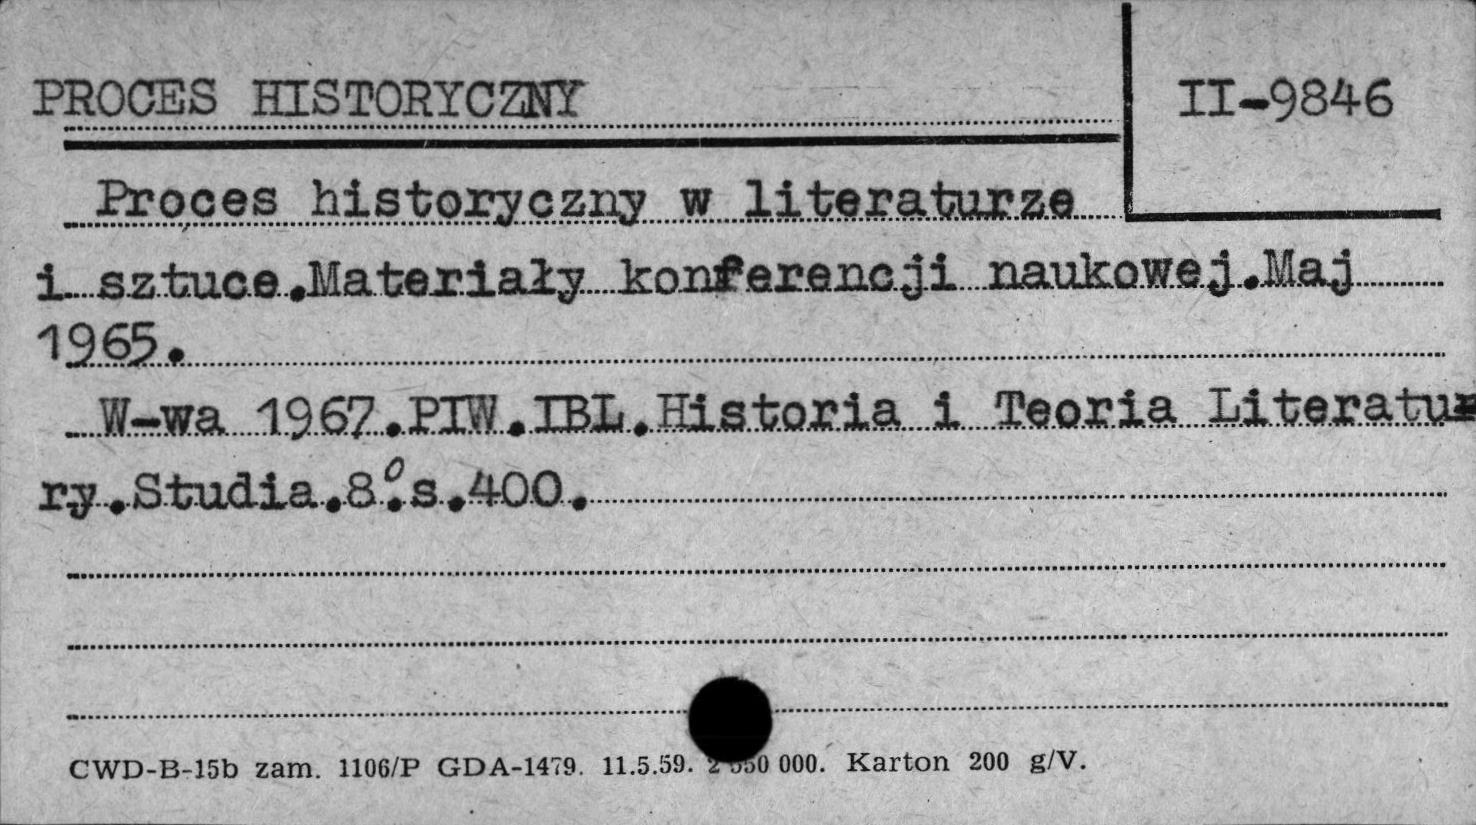 PROCES HISTORYCZNY
II-9846
Proces historyczny w literaturze
i sztuce.Materiały konferencji naukowej.Maj
1965.
W-wa 1967.PIW.IBL.Historia i Teoria Literatu-
ry.Studia.8°.s.400.
CWD-B-15b zam. 1106/P GDA-1479. 11.5.59. 000. Karton 200 g/V.